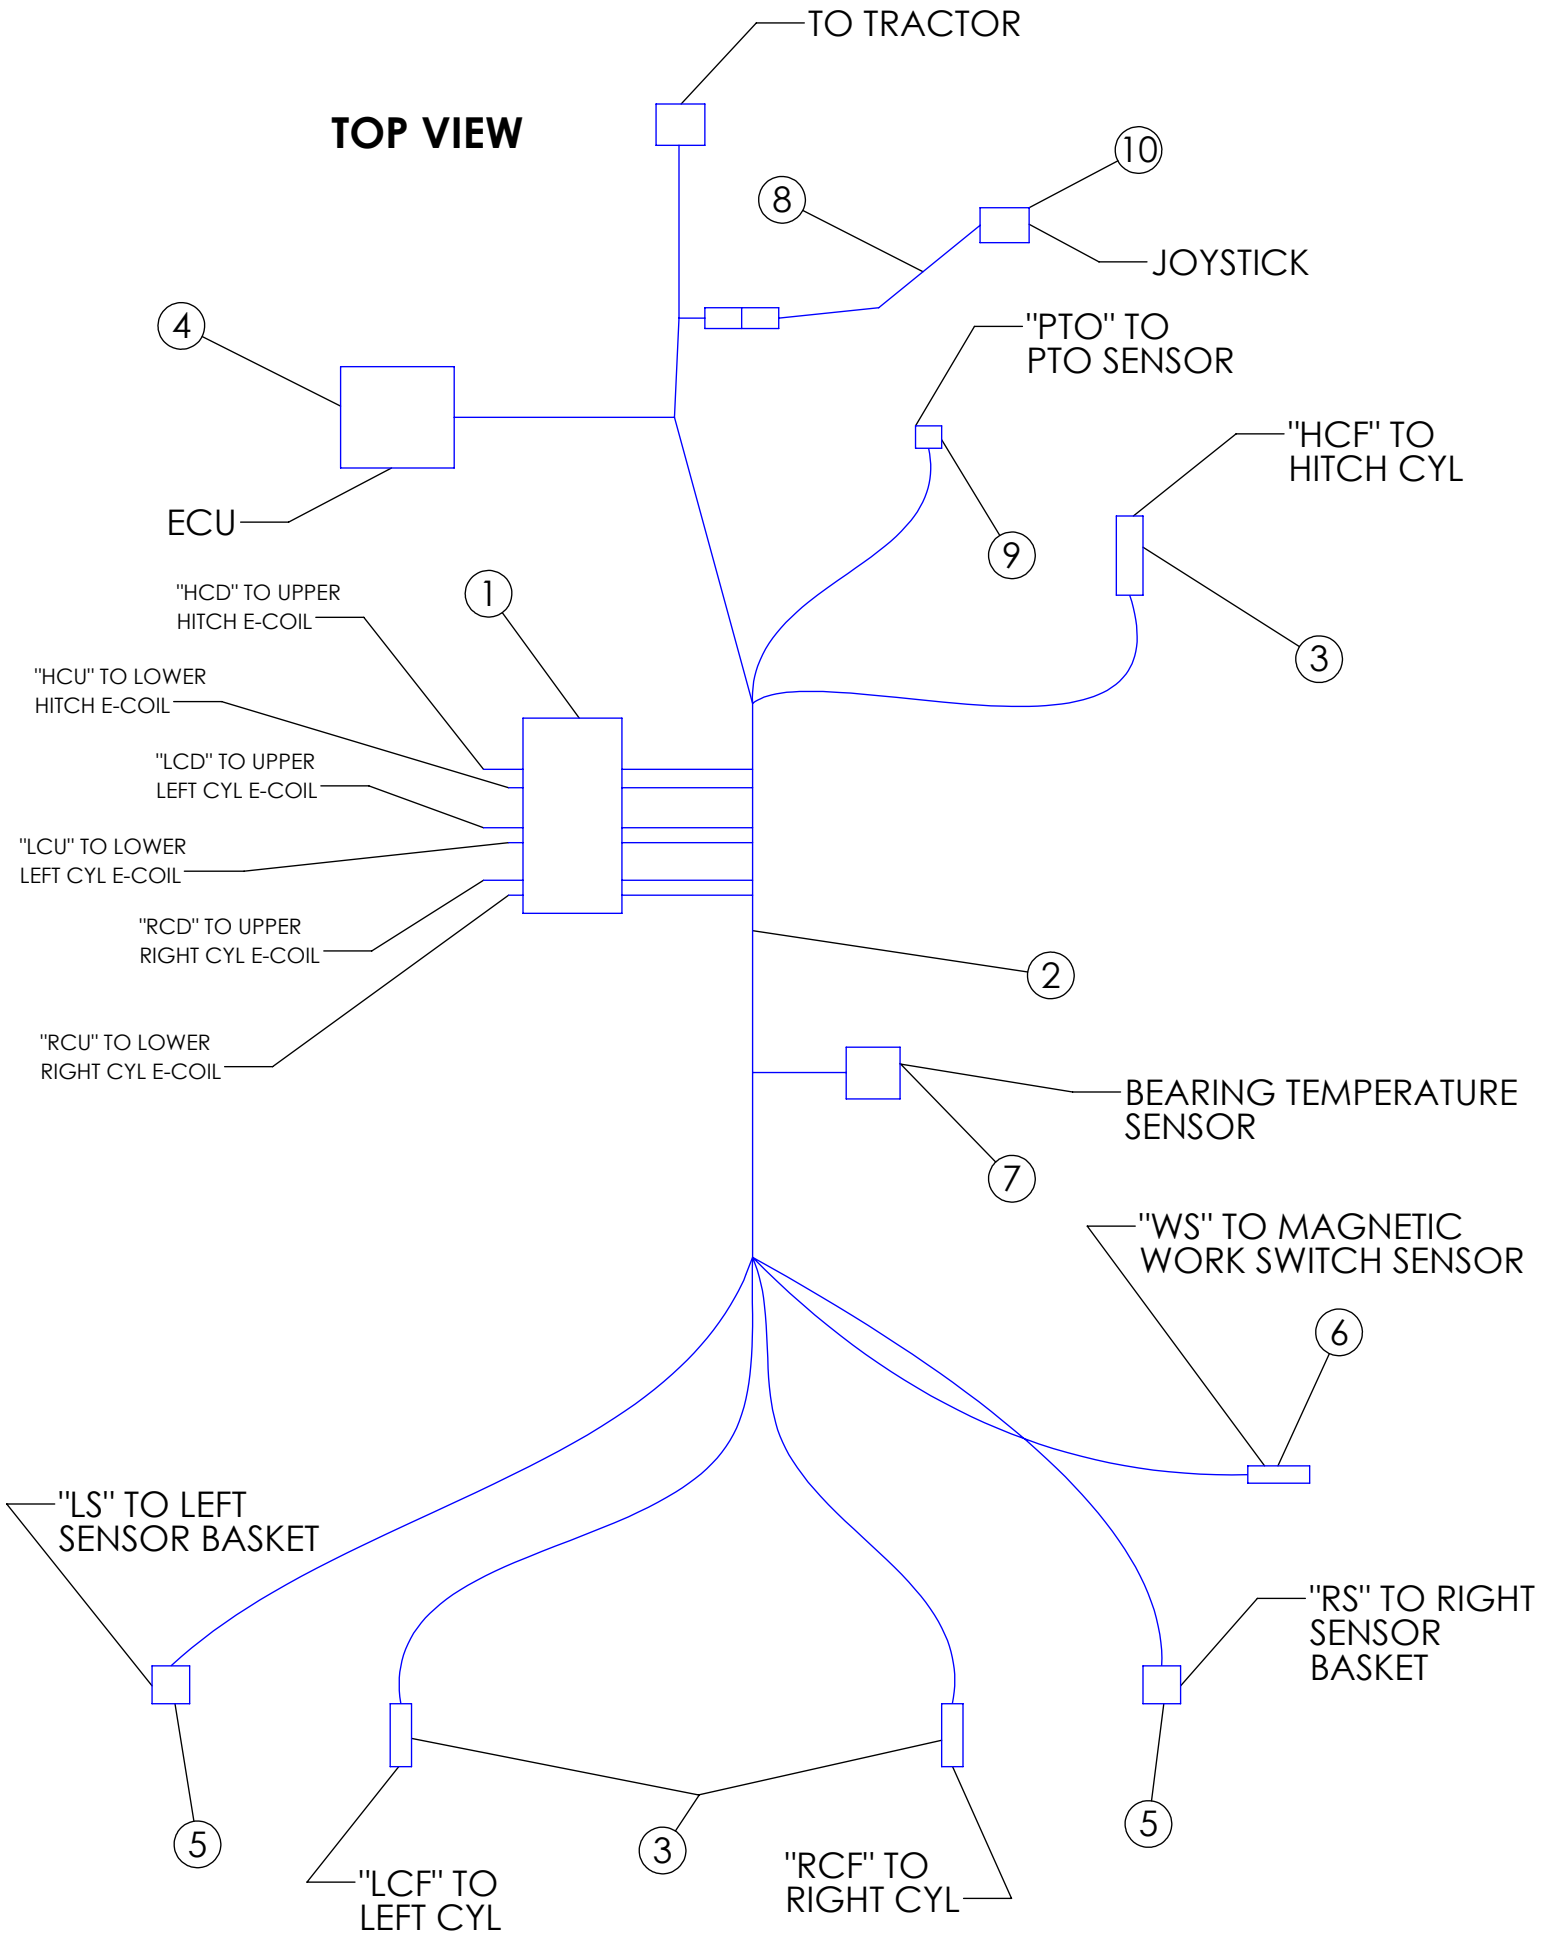 TO TRACTOR
TOP VIEW
10
8
JOYSTICK
4
"PTO" TO
PTO SENSOR
"HCF" TO
HITCH CYL
ECU
9
"HCD" TO UPPER
HITCH E-COIL
1
3
"HCU" TO LOWER
HITCH E-COIL
"LCD" TO UPPER
LEFT CYL E-COIL
"LCU" TO LOWER
LEFT CYL E-COIL
"RCD" TO UPPER
RIGHT CYL E-COIL
2
"RCU" TO LOWER
RIGHT CYL E-COIL
BEARING TEMPERATURE
SENSOR
7
"WS" TO MAGNETIC
WORK SWITCH SENSOR
6
"LS" TO LEFT
SENSOR BASKET
"RS" TO RIGHT
SENSOR
BASKET
5
3
5
"LCF" TO
LEFT CYL
"RCF" TO
RIGHT CYL